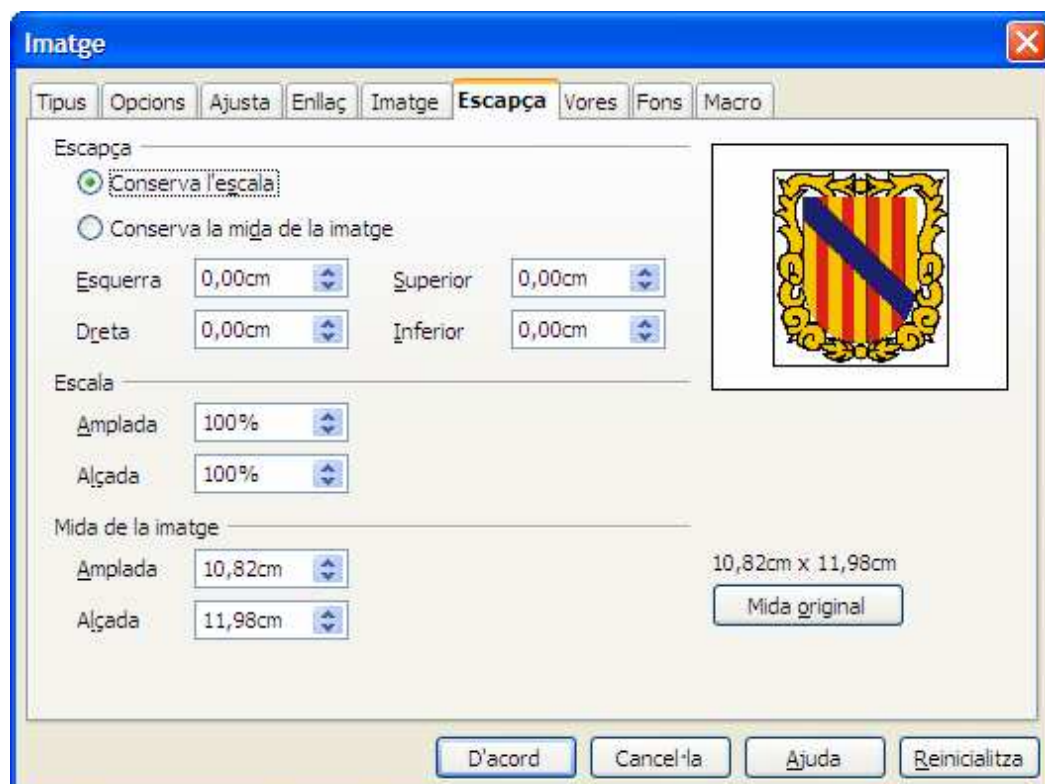 Imatge
Tipus Opcions Ajusta Enllaç Imatge Escapça Vores Fons Macro
Escapça
Conserva l'escala
Conserva la mida de la imatge
Esquerra 0,00cm Superior 0,00cm
Dreta 0,00cm Inferior 0,00cm
Escala
Amplada 100%
Alçada 100%
Mida de la imatge
Amplada 10,82cm 10,82cm x 11,98cm
Alçada 11,98cm Mida original
D'acord Cancel·la Ajuda Reinicialitza